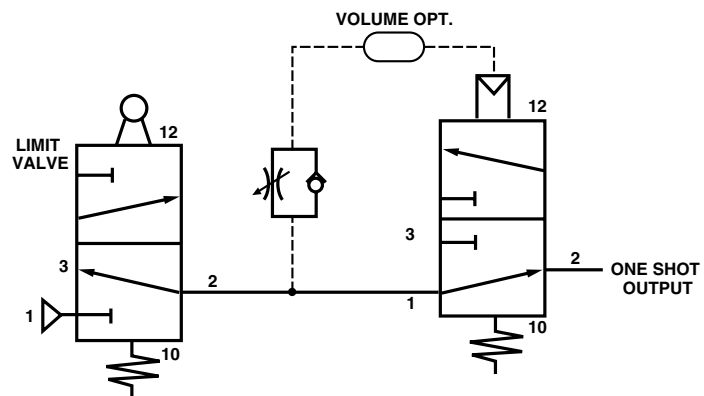 VOLUME OPT.
12
12
LIMIT
VALVE
3
3
2
2
ONE SHOT
OUTPUT
1
1
10
10